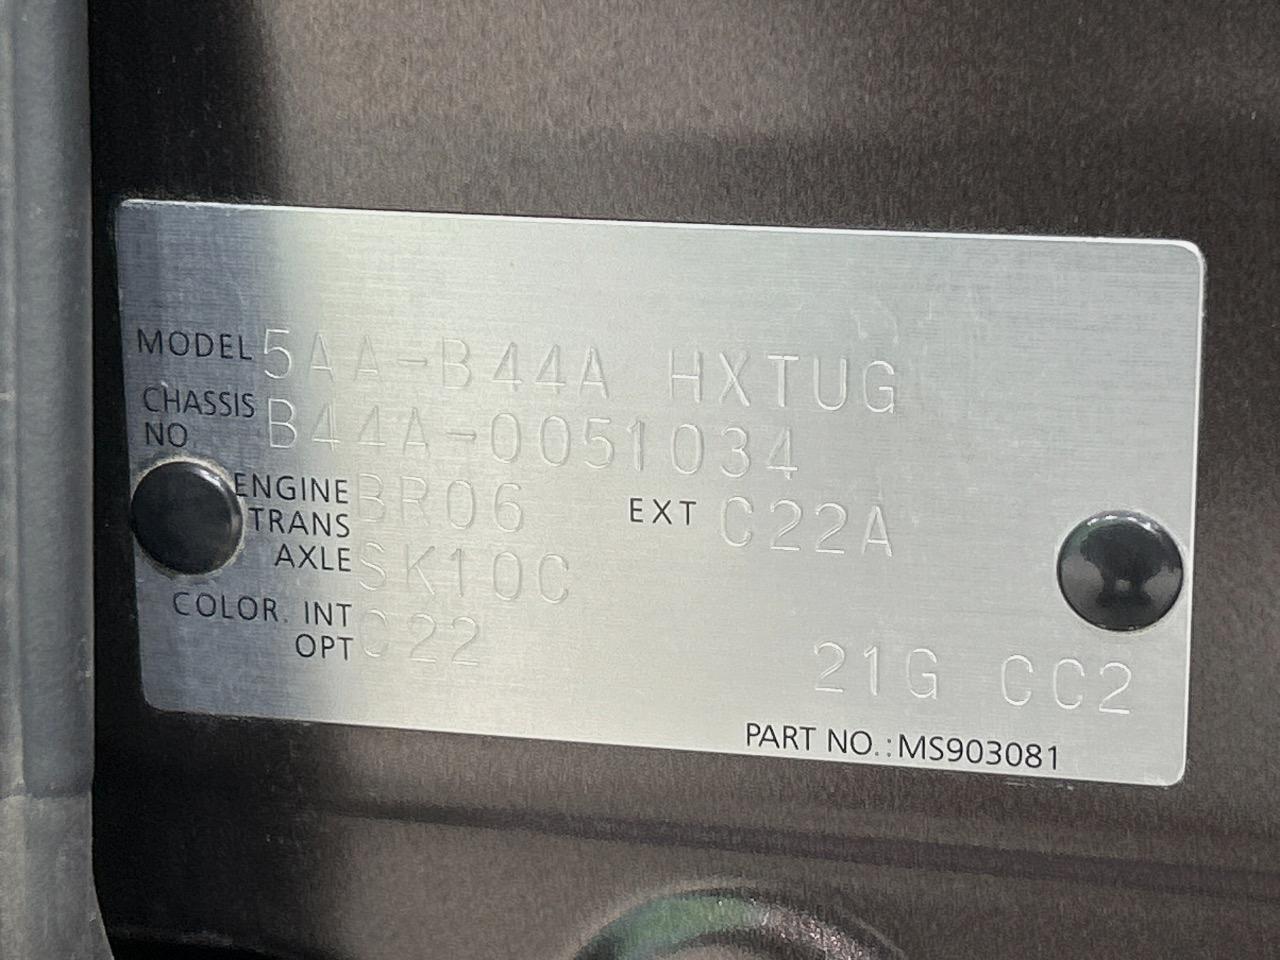 MODEL 5AA-B44A HXTUG
CHASSIS NO. B44A-0051034
ENGINE BR06 EXT C22A
TRANS AXLE SK10C
COLOR. INT C22
OPT 21G CC2
PART NO.:MS903081